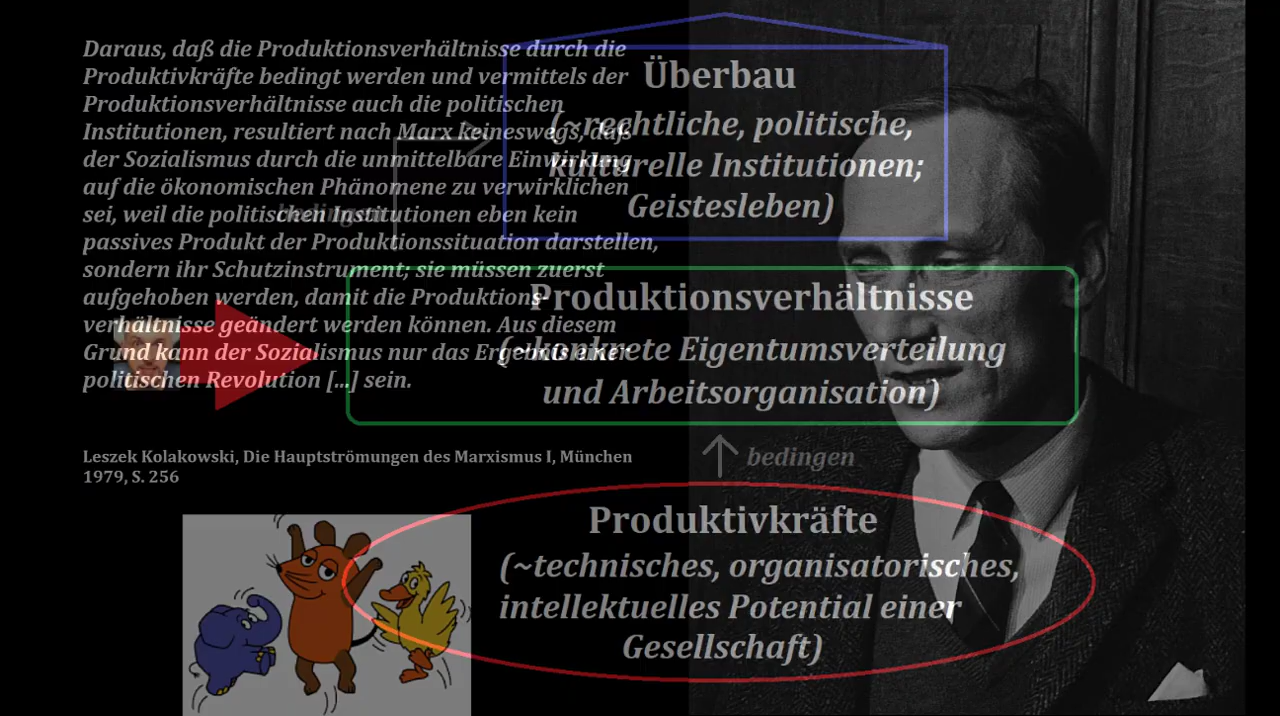 Daraus, daß die Produktionsverhältnisse durch die
Produktivkräfte bedingt werden und vermittels der
Produktionsverhältnisse auch die politischen
Institutionen, resultiert nach Marx keineswegs, daß
der Sozialismus durch die unmittelbare Einwirkung
auf die ökonomischen Phänomene zu verwirklichen
sei, weil die politischen Institutionen eben kein
passives Produkt der Produktionssituation darstellen,
sondern ihr Schutzinstrument; sie müssen zuerst
aufgehoben werden, damit die Produktions-
verhältnisse geändert werden können. Aus diesem
Grund kann der Sozialismus nur das Ergebnis einer
politischen Revolution [...] sein.
Leszek Kolakowski, Die Hauptströmungen des Marxismus I, München
1979, S. 256
Überbau
(~rechtliche, politische,
kulturelle Institutionen;
Geistesleben)
bedingen
Produktionsverhältnisse
(~konkrete Eigentumsverteilung
und Arbeitsorganisation)
bedingen
Produktivkräfte
(~technisches, organisatorisches,
intellektuelles Potential einer
Gesellschaft)